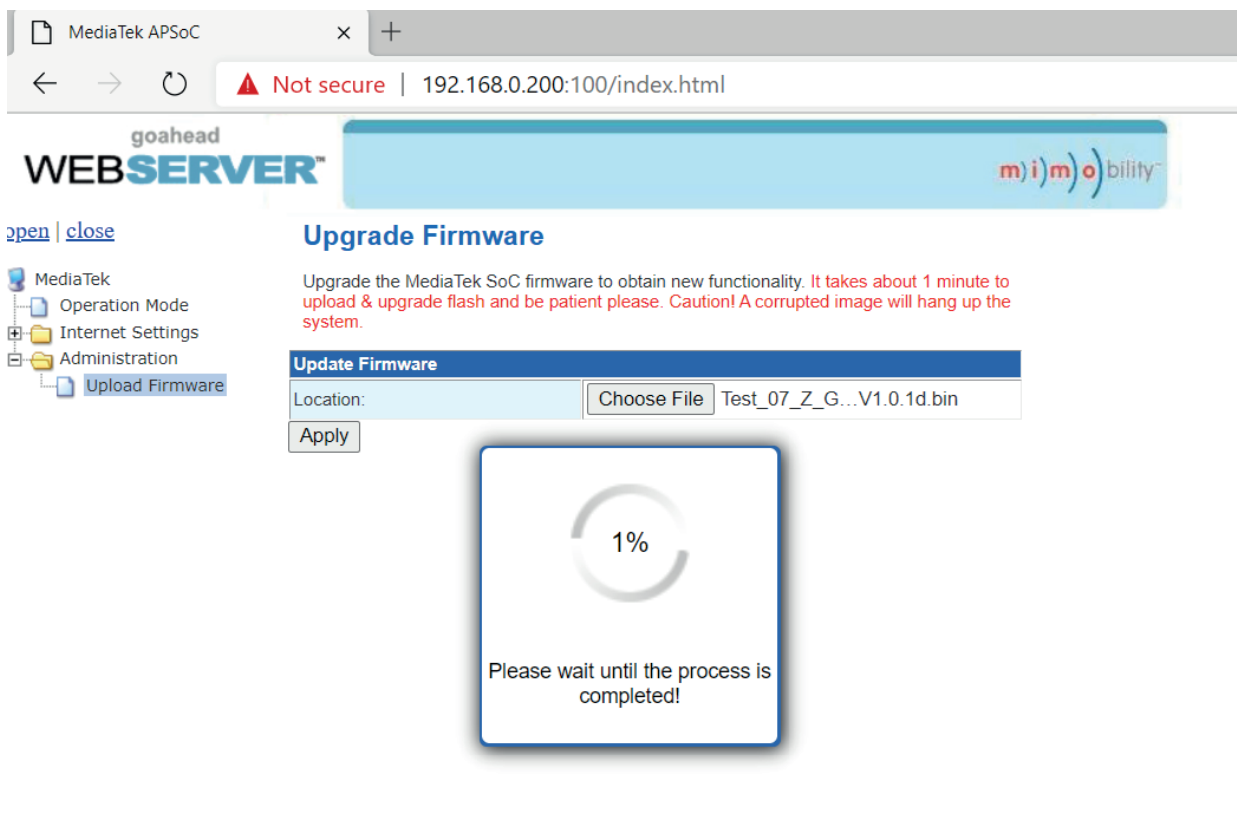 MediaTek APSoC
Not secure | 192.168.0.200:100/index.html
goahead
WEBSERVER™
m)i)m)o)bility™
open | close
Upgrade Firmware
MediaTek
Operation Mode
Internet Settings
Administration
Upload Firmware
Upgrade the MediaTek SoC firmware to obtain new functionality. It takes about 1 minute to
upload & upgrade flash and be patient please. Caution! A corrupted image will hang up the
system.
Update Firmware
Location:
Choose File Test_07_Z_G…V1.0.1d.bin
Apply
1%
Please wait until the process is
completed!